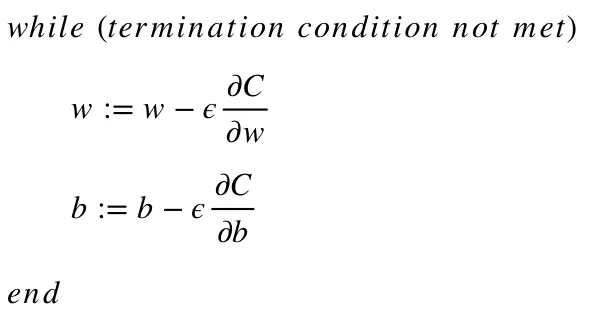 while (termination condition not met)
w := w − ϵ ∂C/∂w
b := b − ϵ ∂C/∂b
end